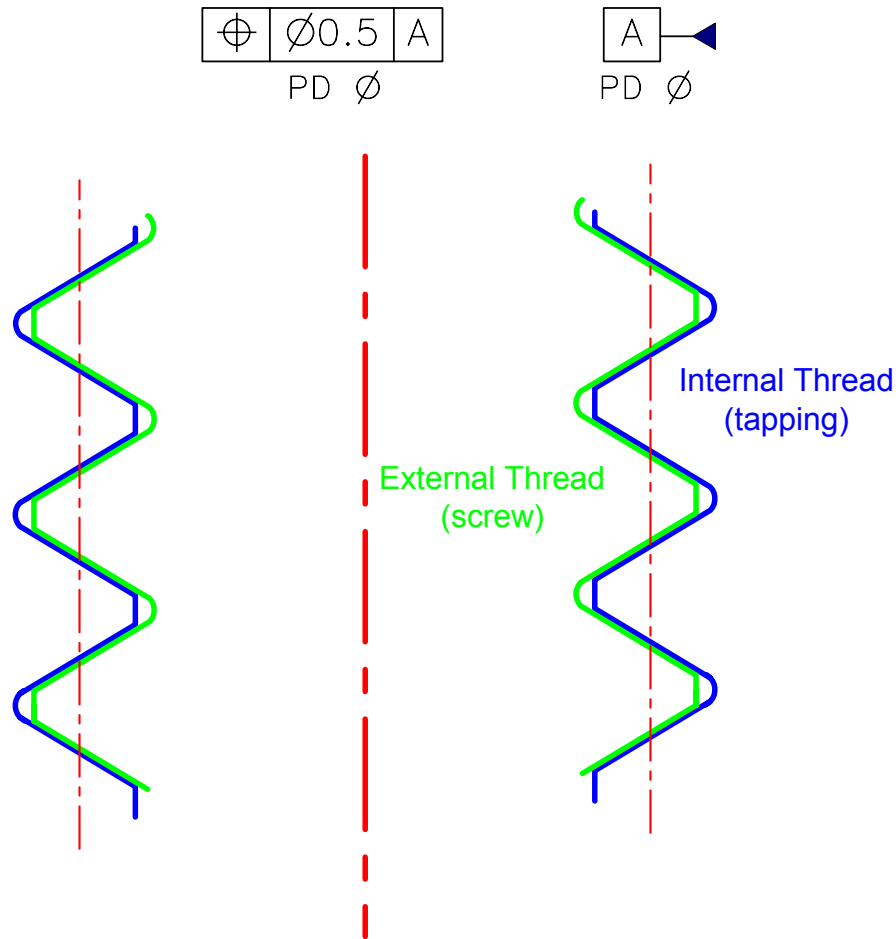 ⌖ Ø0.5 A
PD Ø
A
PD Ø
Internal Thread
(tapping)
External Thread
(screw)